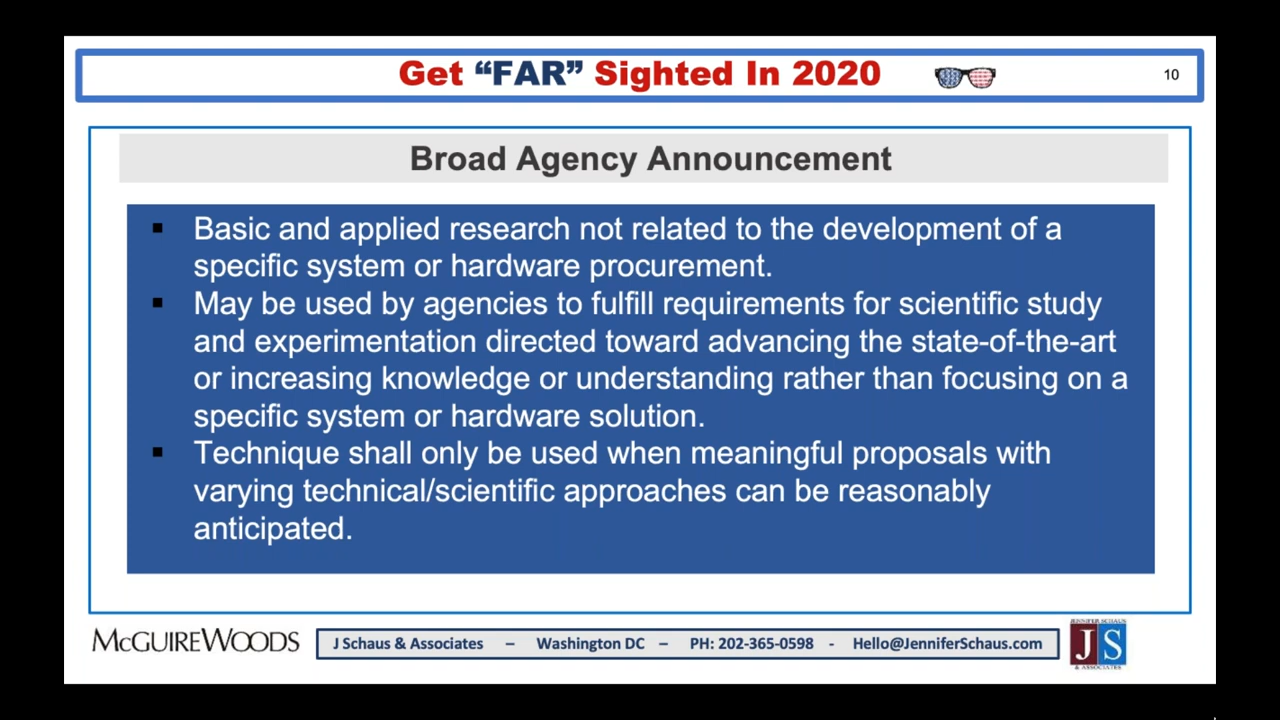 Get “FAR” Sighted In 2020
10
Broad Agency Announcement
▪ Basic and applied research not related to the development of a
specific system or hardware procurement.
▪ May be used by agencies to fulfill requirements for scientific study
and experimentation directed toward advancing the state-of-the-art
or increasing knowledge or understanding rather than focusing on a
specific system or hardware solution.
▪ Technique shall only be used when meaningful proposals with
varying technical/scientific approaches can be reasonably
anticipated.
McGUIREWOODS
J Schaus & Associates – Washington DC – PH: 202-365-0598 - Hello@JenniferSchaus.com
JENNIFER SCHAUS
JS
& ASSOCIATES